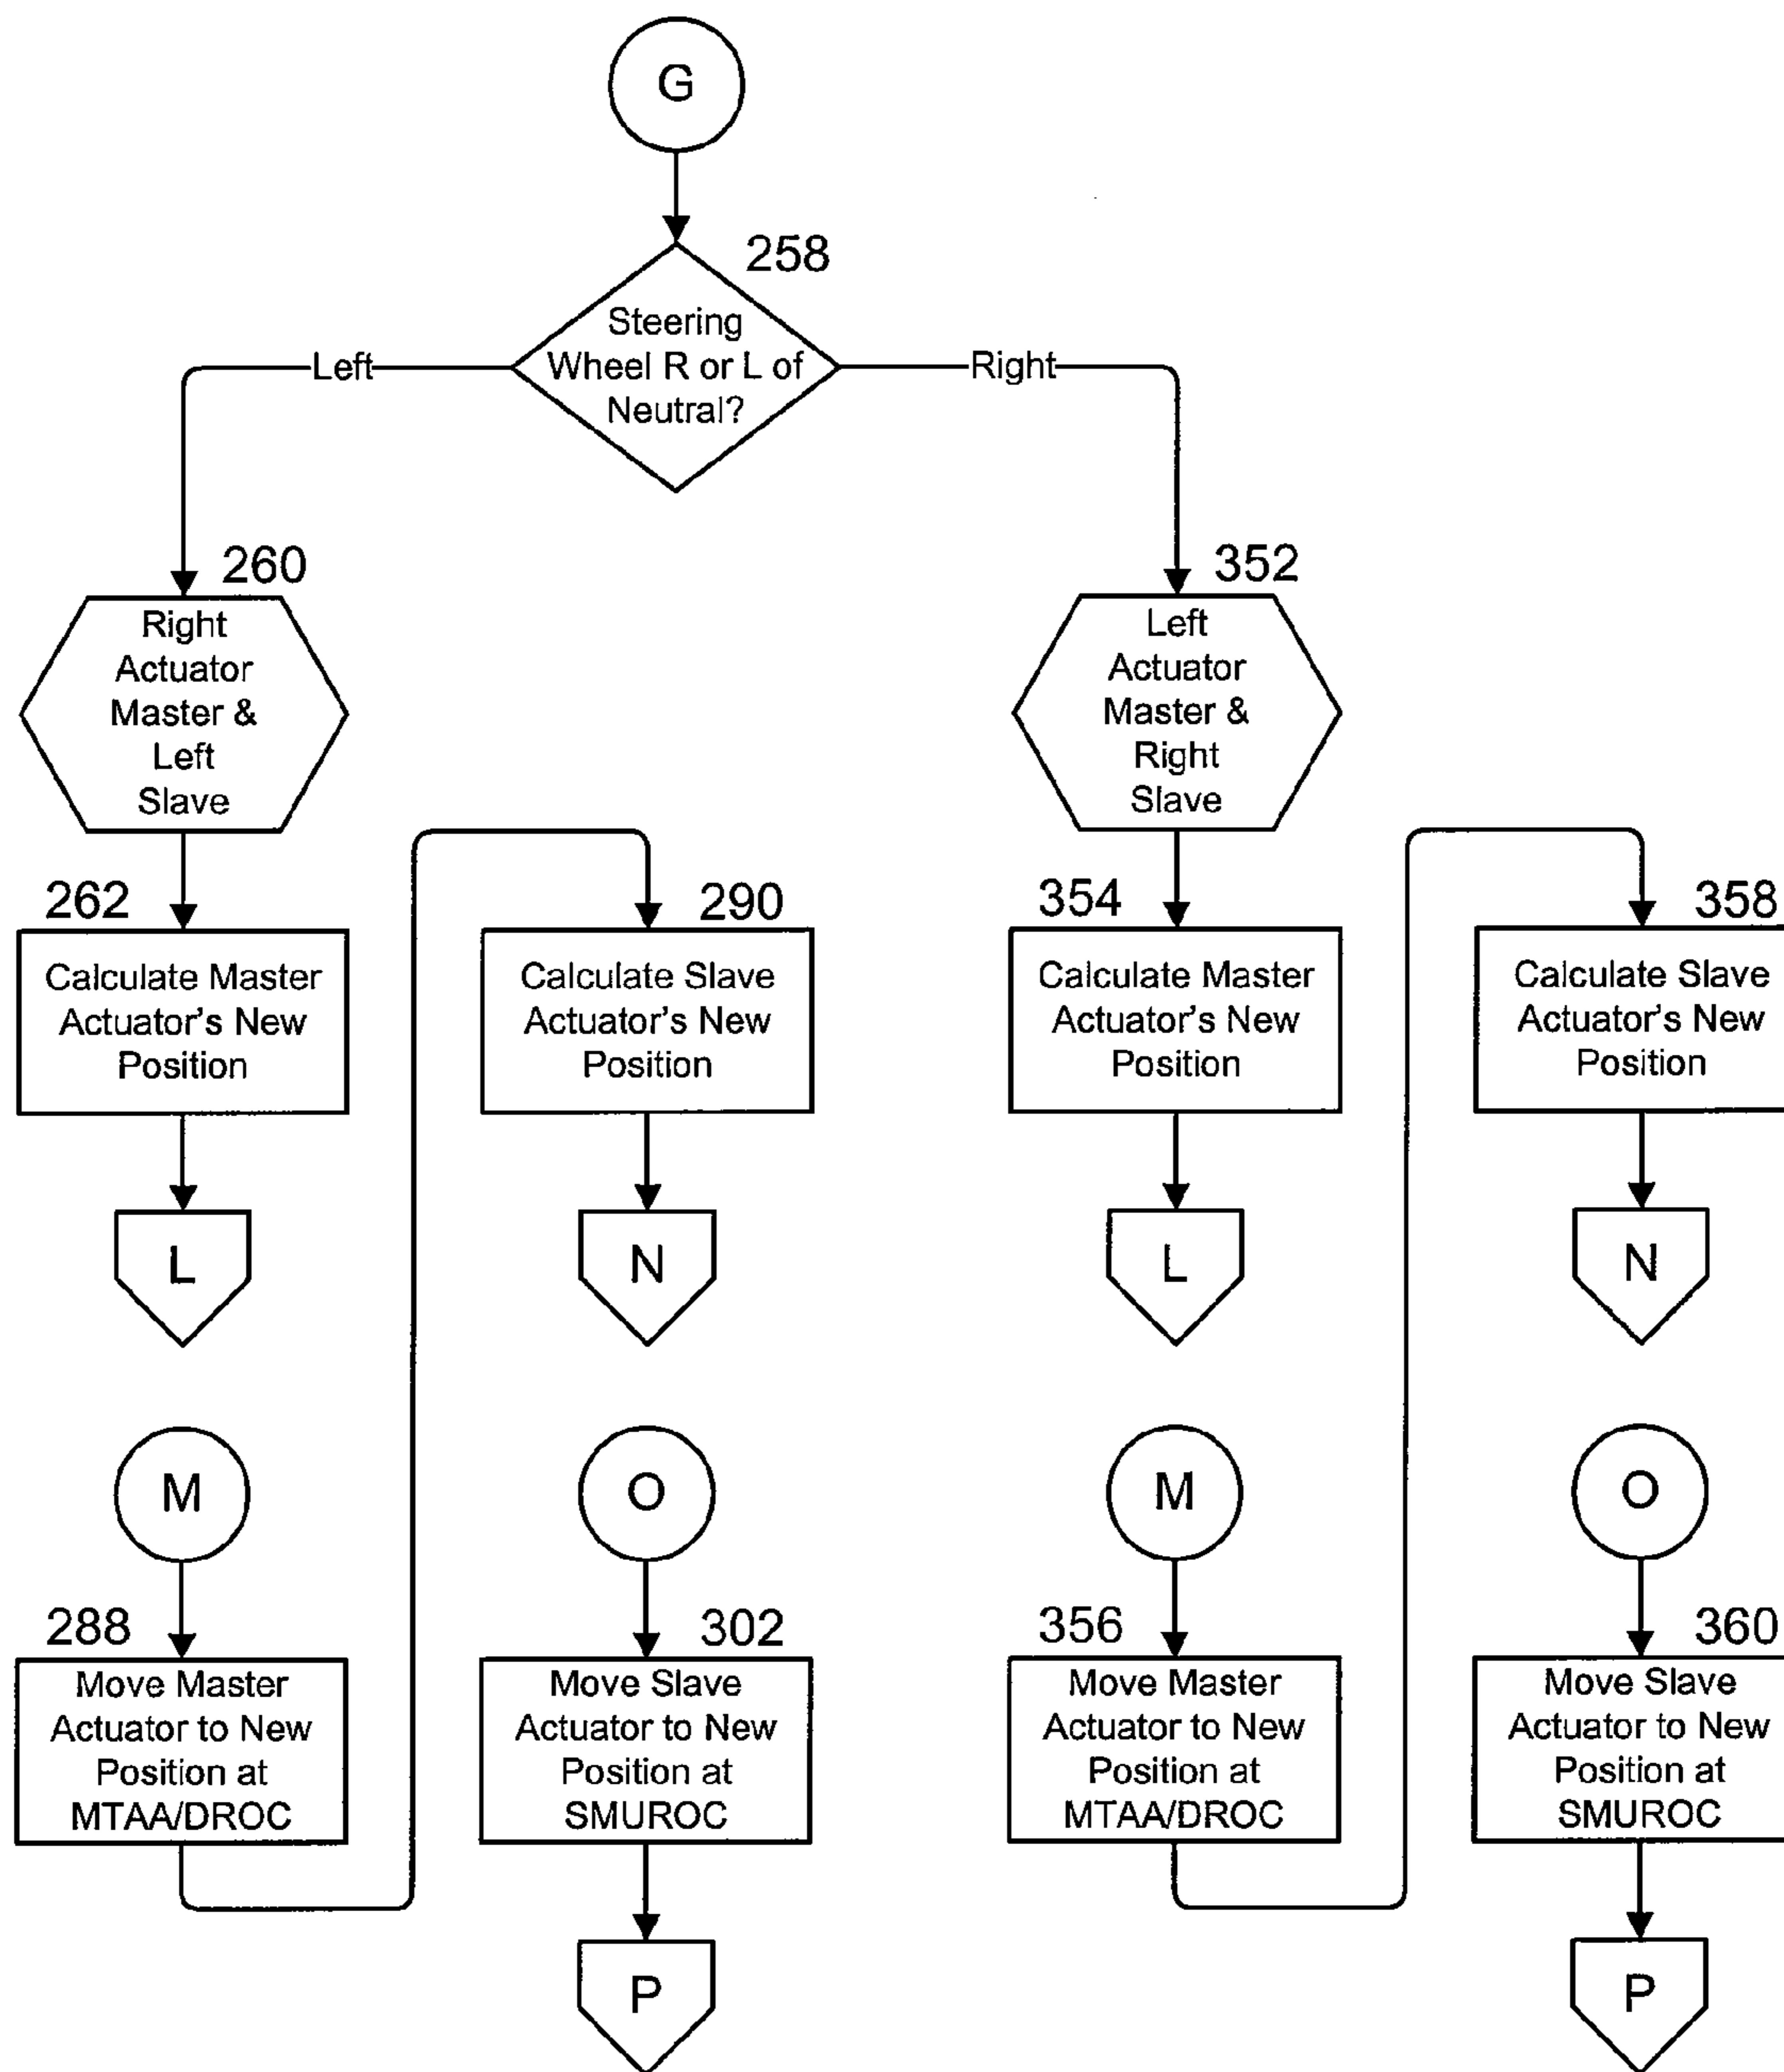 G
258
Steering
Wheel R or L of
Neutral?
Left
Right
260
Right
Actuator
Master &
Left
Slave
352
Left
Actuator
Master &
Right
Slave
262
Calculate Master
Actuator's New
Position
290
Calculate Slave
Actuator's New
Position
354
Calculate Master
Actuator's New
Position
358
Calculate Slave
Actuator's New
Position
L
N
L
N
M
O
M
O
288
Move Master
Actuator to New
Position at
MTAA/DROC
302
Move Slave
Actuator to New
Position at
SMUROC
356
Move Master
Actuator to New
Position at
MTAA/DROC
360
Move Slave
Actuator to New
Position at
SMUROC
P
P